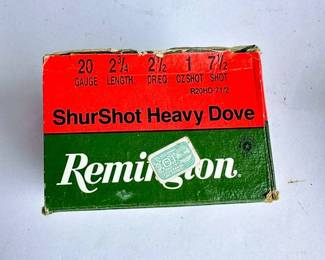 20 2¾ 2½ 1 7½
GAUGE LENGTH DR.EQ. OZ.SHOT SHOT
R20HD-71/2
ShurShot Heavy Dove
Remington